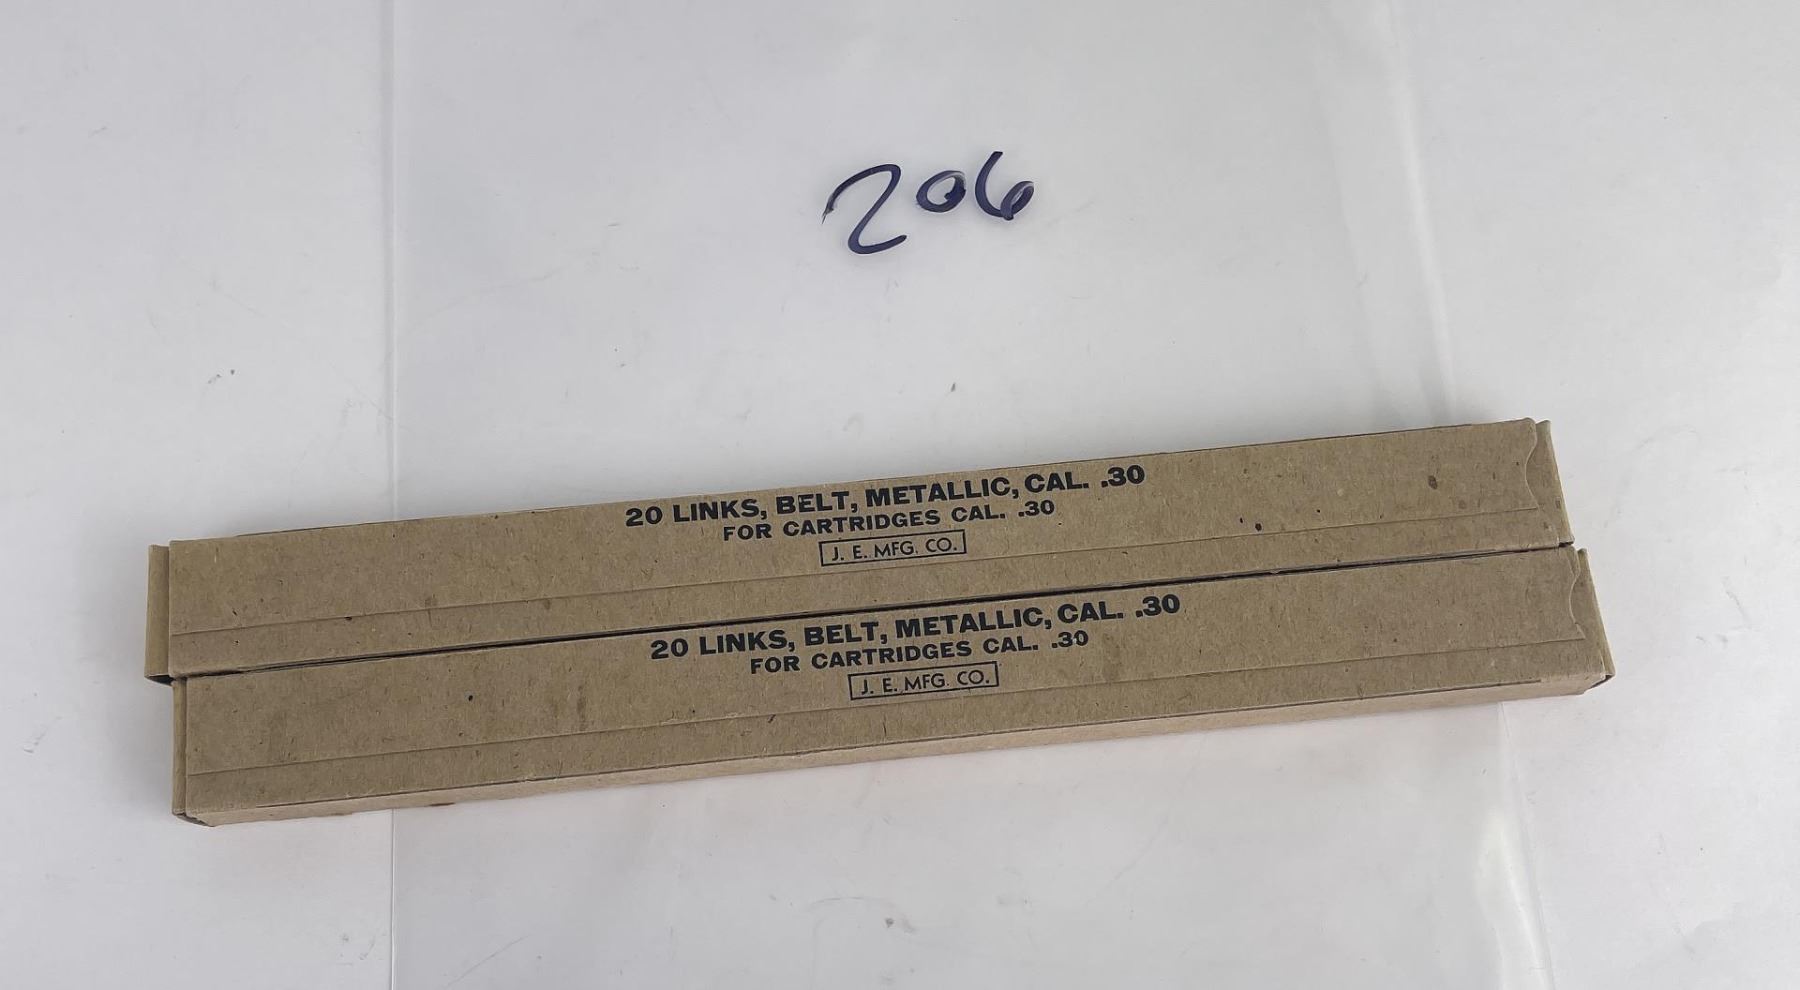 206
20 LINKS, BELT, METALLIC, CAL. .30
FOR CARTRIDGES CAL. .30
J. E. MFG. CO.
20 LINKS, BELT, METALLIC, CAL. .30
FOR CARTRIDGES CAL. .30
J. E. MFG. CO.